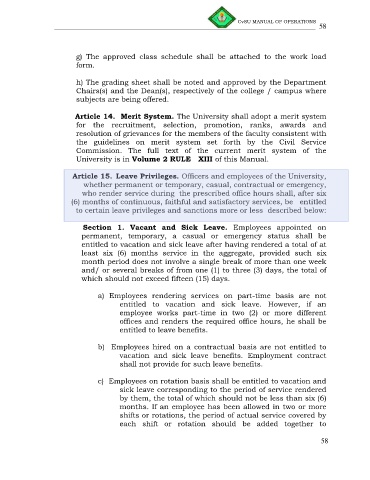 CvSU MANUAL OF OPERATIONS
58
g) The approved class schedule shall be attached to the work load
form.
h) The grading sheet shall be noted and approved by the Department
Chairs(s) and the Dean(s), respectively of the college / campus where
subjects are being offered.
Article 14. Merit System. The University shall adopt a merit system
for the recruitment, selection, promotion, ranks, awards and
resolution of grievances for the members of the faculty consistent with
the guidelines on merit system set forth by the Civil Service
Commission. The full text of the current merit system of the
University is in Volume 2 RULE XIII of this Manual.
Article 15. Leave Privileges. Officers and employees of the University,
whether permanent or temporary, casual, contractual or emergency,
who render service during the prescribed office hours shall, after six
(6) months of continuous, faithful and satisfactory services, be entitled
to certain leave privileges and sanctions more or less described below:
Section 1. Vacant and Sick Leave. Employees appointed on
permanent, temporary, a casual or emergency status shall be
entitled to vacation and sick leave after having rendered a total of at
least six (6) months service in the aggregate, provided such six
month period does not involve a single break of more than one week
and/ or several breaks of from one (1) to three (3) days, the total of
which should not exceed fifteen (15) days.
a) Employees rendering services on part-time basis are not
entitled to vacation and sick leave. However, if an
employee works part-time in two (2) or more different
offices and renders the required office hours, he shall be
entitled to leave benefits.
b) Employees hired on a contractual basis are not entitled to
vacation and sick leave benefits. Employment contract
shall not provide for such leave benefits.
c) Employees on rotation basis shall be entitled to vacation and
sick leave corresponding to the period of service rendered
by them, the total of which should not be less than six (6)
months. If an employee has been allowed in two or more
shifts or rotations, the period of actual service covered by
each shift or rotation should be added together to
58